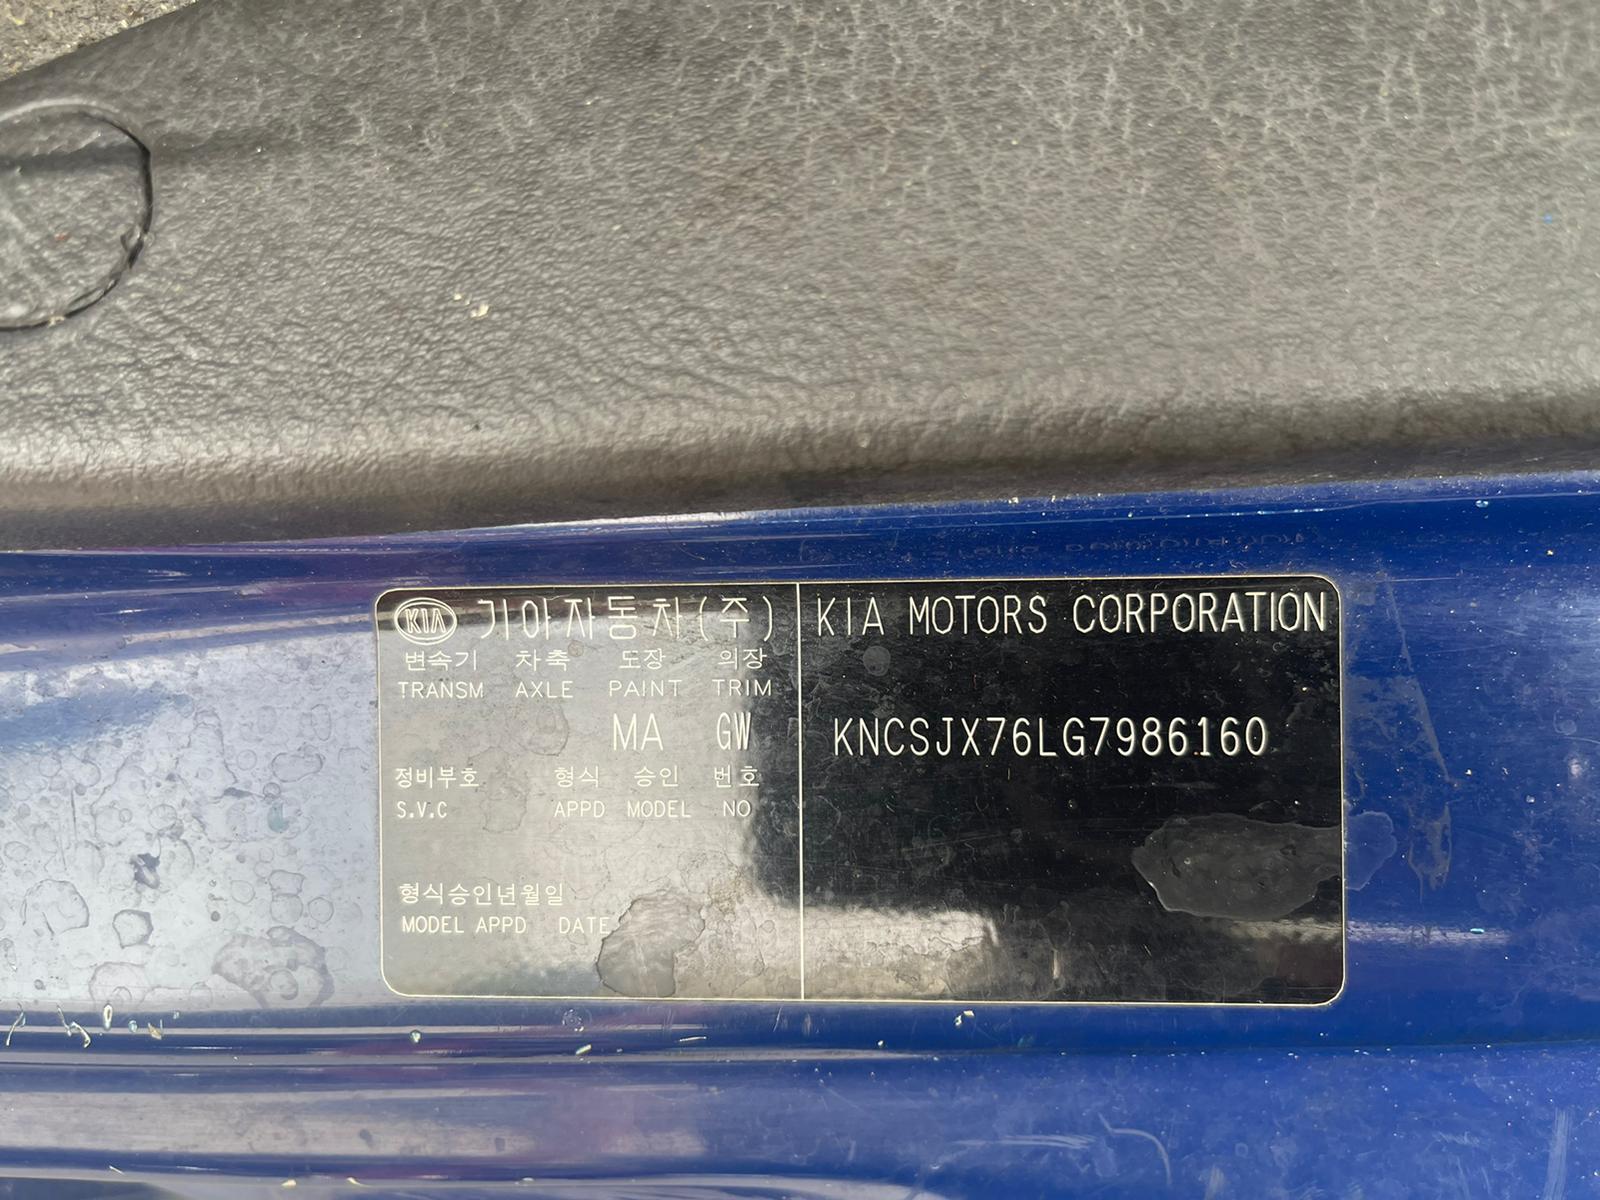 KIA 기아자동차(주)
변속기 차축 도장 의장
TRANSM AXLE PAINT TRIM
MA GW
정비부호 형식 승인 번호
S.V.C APPD MODEL NO
형식승인년월일
MODEL APPD DATE
KIA MOTORS CORPORATION
KNCSJX76LG7986160